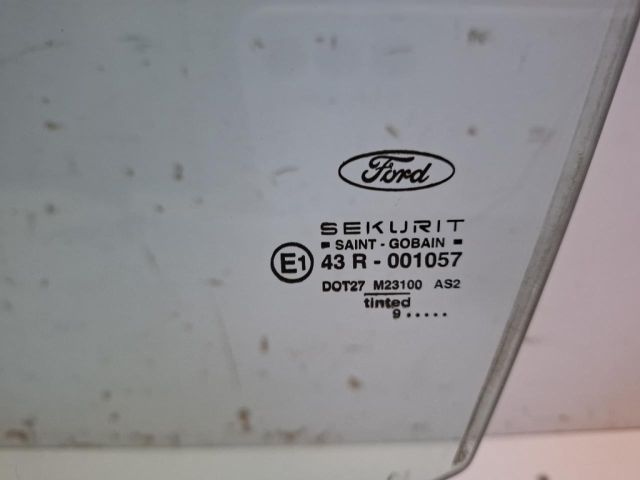 Ford
SEKURIT
SAINT - GOBAIN
E1 43 R - 001057
DOT27 M23100 AS2
tinted
9.....